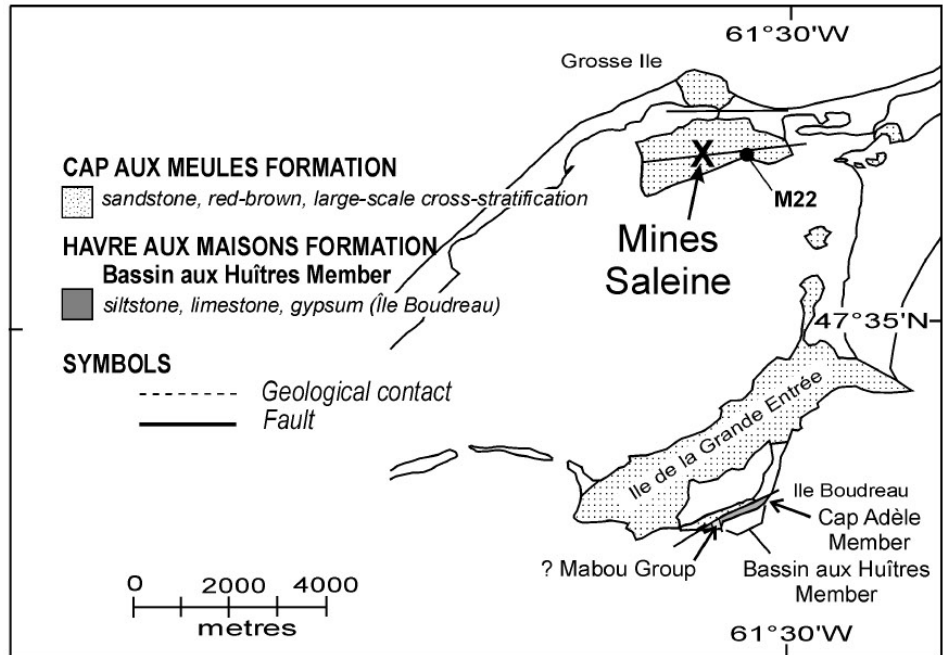 61°30'W
Grosse Ile
CAP AUX MEULES FORMATION
sandstone, red-brown, large-scale cross-stratification
X
M22
HAVRE AUX MAISONS FORMATION
Bassin aux Huîtres Member
siltstone, limestone, gypsum (Île Boudreau)
Mines
Saleine
47°35'N
SYMBOLS
Geological contact
Fault
Ile de la Grande Entrée
Ile Boudreau
Cap Adèle
Member
? Mabou Group
Bassin aux Huîtres
Member
0 2000 4000
metres
61°30'W